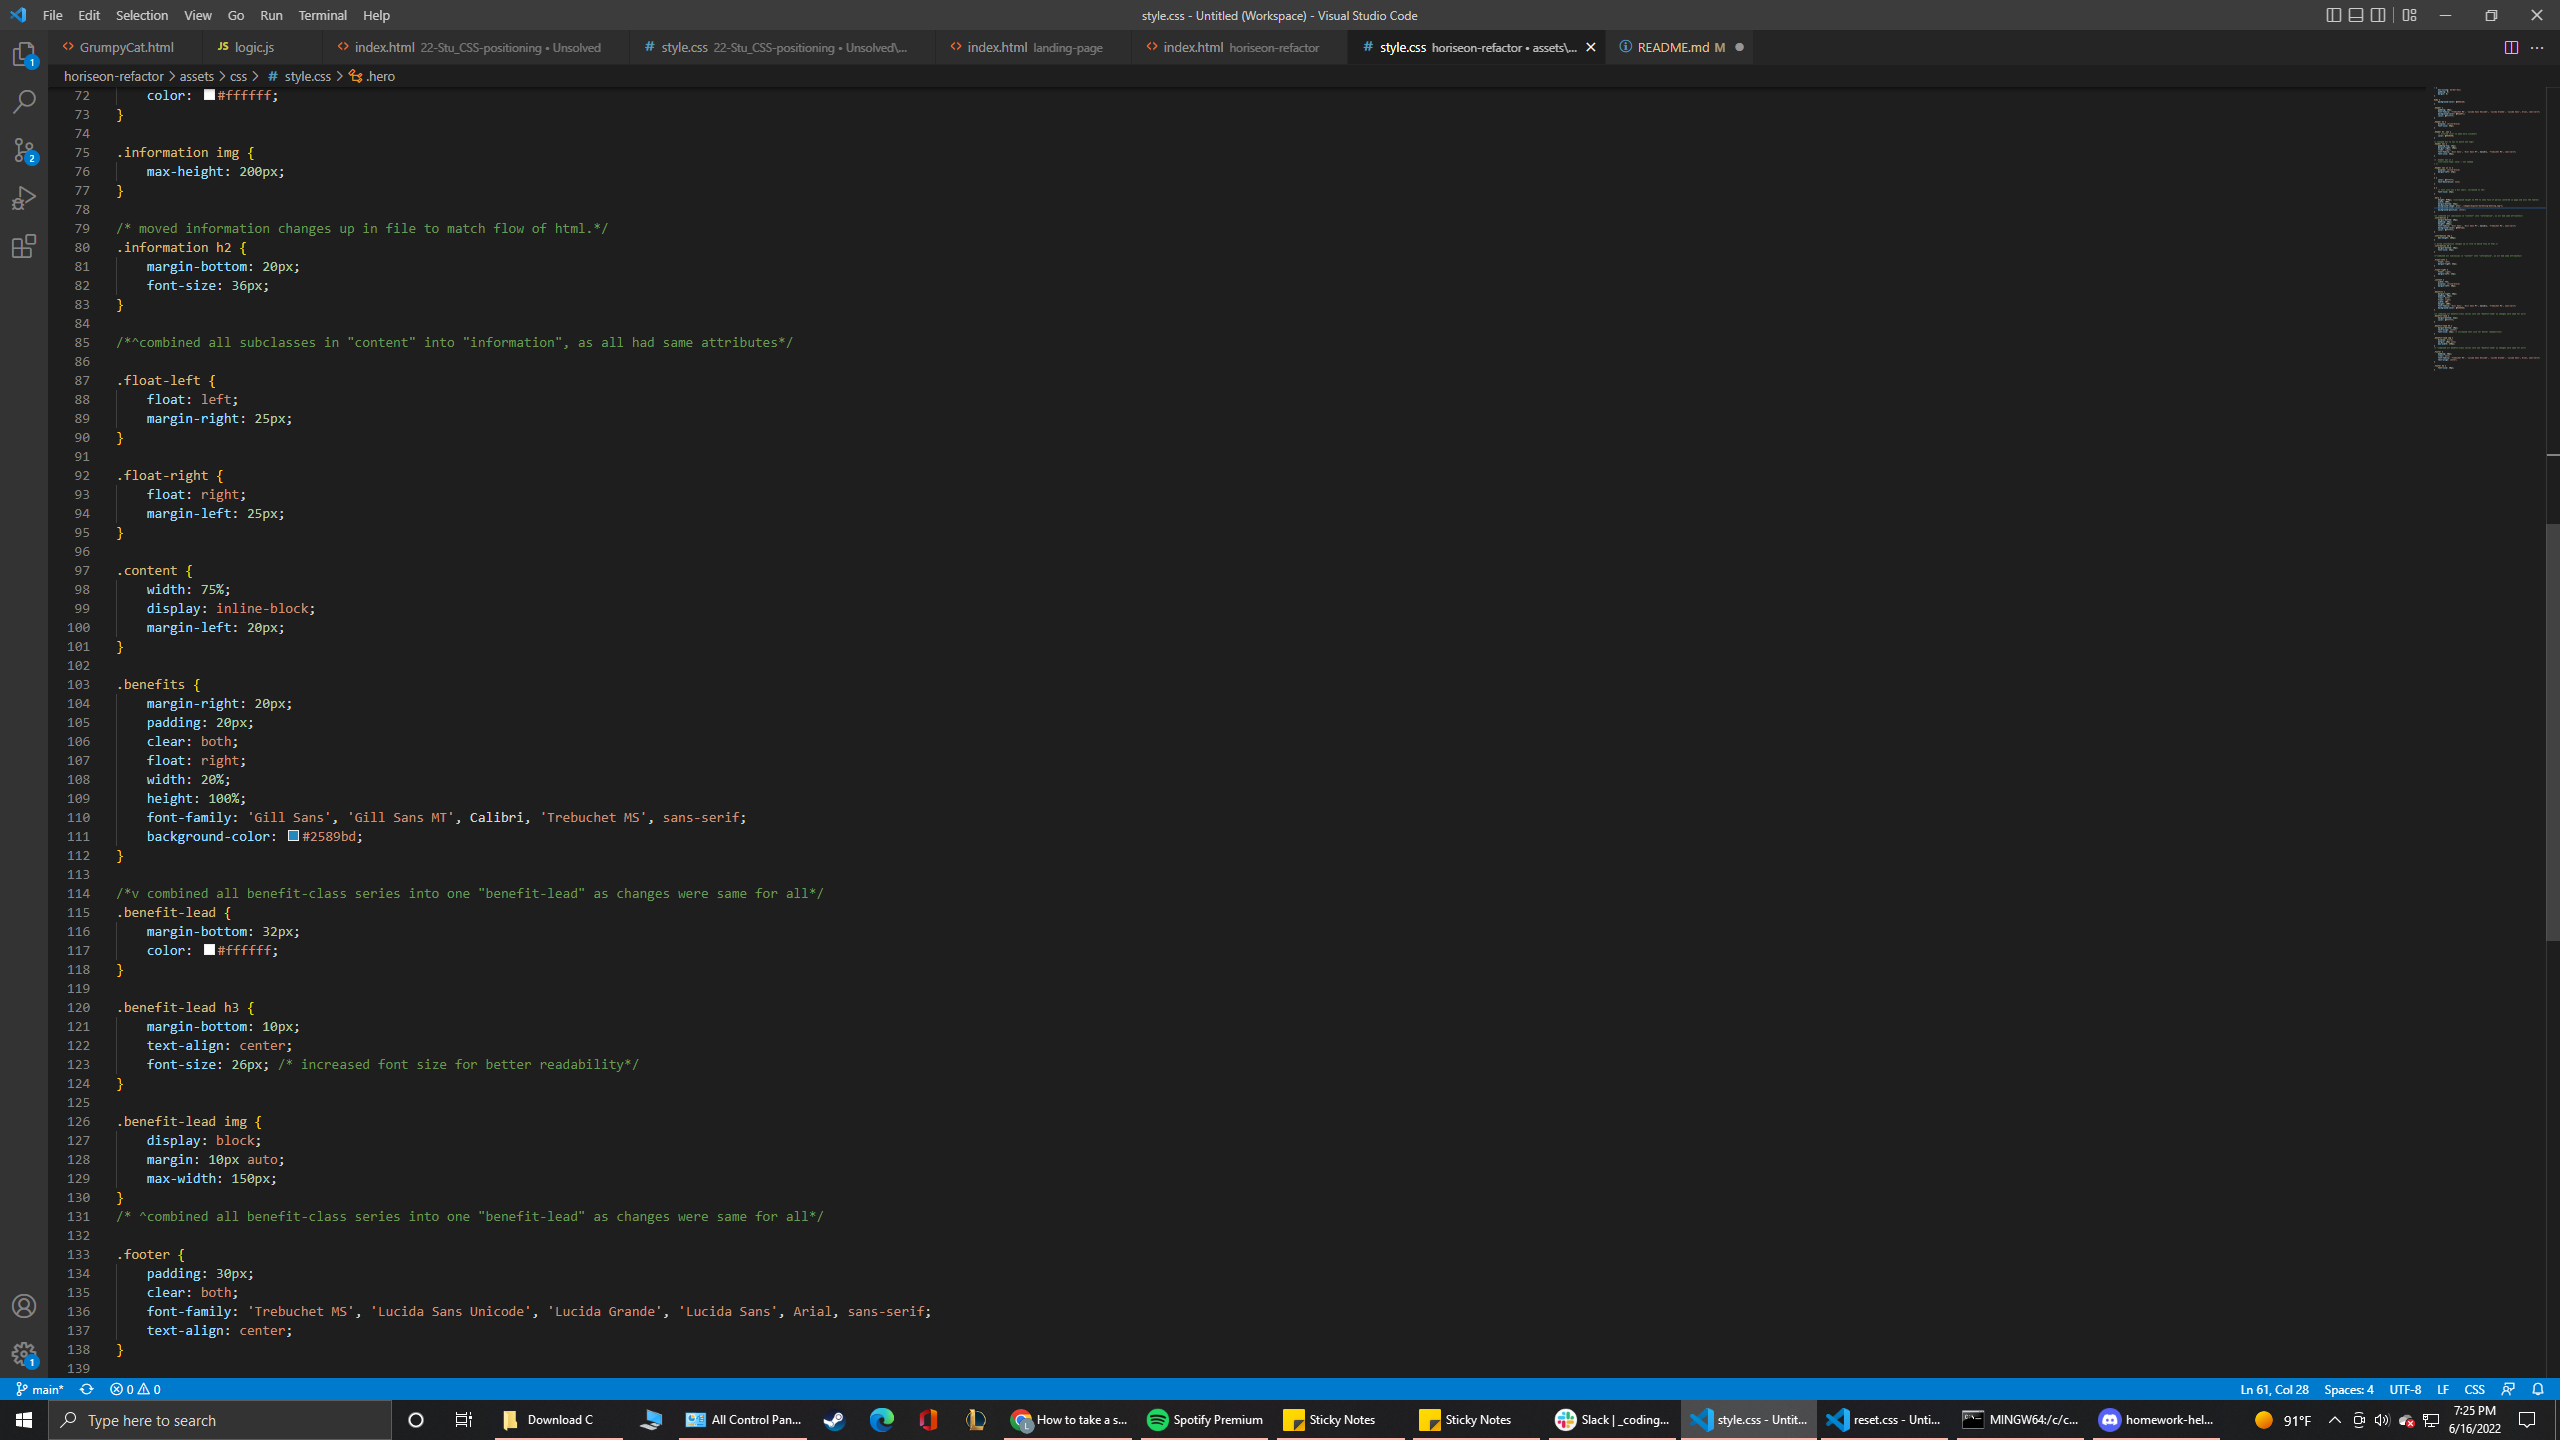 File Edit Selection View Go Run Terminal Help
style.css - Untitled (Workspace) - Visual Studio Code
GrumpyCat.html
logic.js
index.html 22-Stu_CSS-positioning • Unsolved
style.css 22-Stu_CSS-positioning • Unsolved\...
index.html landing-page
index.html horiseon-refactor
style.css horiseon-refactor • assets\...
README.md M
horiseon-refactor > assets > css > # style.css > .hero
72 color: #ffffff;
73 }
74
75 .information img {
76 max-height: 200px;
77 }
78
79 /* moved information changes up in file to match flow of html.*/
80 .information h2 {
81 margin-bottom: 20px;
82 font-size: 36px;
83 }
84
85 /*^combined all subclasses in "content" into "information", as all had same attributes*/
86
87 .float-left {
88 float: left;
89 margin-right: 25px;
90 }
91
92 .float-right {
93 float: right;
94 margin-left: 25px;
95 }
96
97 .content {
98 width: 75%;
99 display: inline-block;
100 margin-left: 20px;
101 }
102
103 .benefits {
104 margin-right: 20px;
105 padding: 20px;
106 clear: both;
107 float: right;
108 width: 20%;
109 height: 100%;
110 font-family: 'Gill Sans', 'Gill Sans MT', Calibri, 'Trebuchet MS', sans-serif;
111 background-color: #2589bd;
112 }
113
114 /*v combined all benefit-class series into one "benefit-lead" as changes were same for all*/
115 .benefit-lead {
116 margin-bottom: 32px;
117 color: #ffffff;
118 }
119
120 .benefit-lead h3 {
121 margin-bottom: 10px;
122 text-align: center;
123 font-size: 26px; /* increased font size for better readability*/
124 }
125
126 .benefit-lead img {
127 display: block;
128 margin: 10px auto;
129 max-width: 150px;
130 }
131 /* ^combined all benefit-class series into one "benefit-lead" as changes were same for all*/
132
133 .footer {
134 padding: 30px;
135 clear: both;
136 font-family: 'Trebuchet MS', 'Lucida Sans Unicode', 'Lucida Grande', 'Lucida Sans', Arial, sans-serif;
137 text-align: center;
138 }
139
main* 0 0
Ln 61, Col 28 Spaces: 4 UTF-8 LF CSS
Type here to search
Download C
All Control Pan...
How to take a s...
Spotify Premium
Sticky Notes
Sticky Notes
Slack | _coding...
style.css - Untit...
reset.css - Unti...
MINGW64:/c/c...
homework-hel...
91°F
7:25 PM
6/16/2022